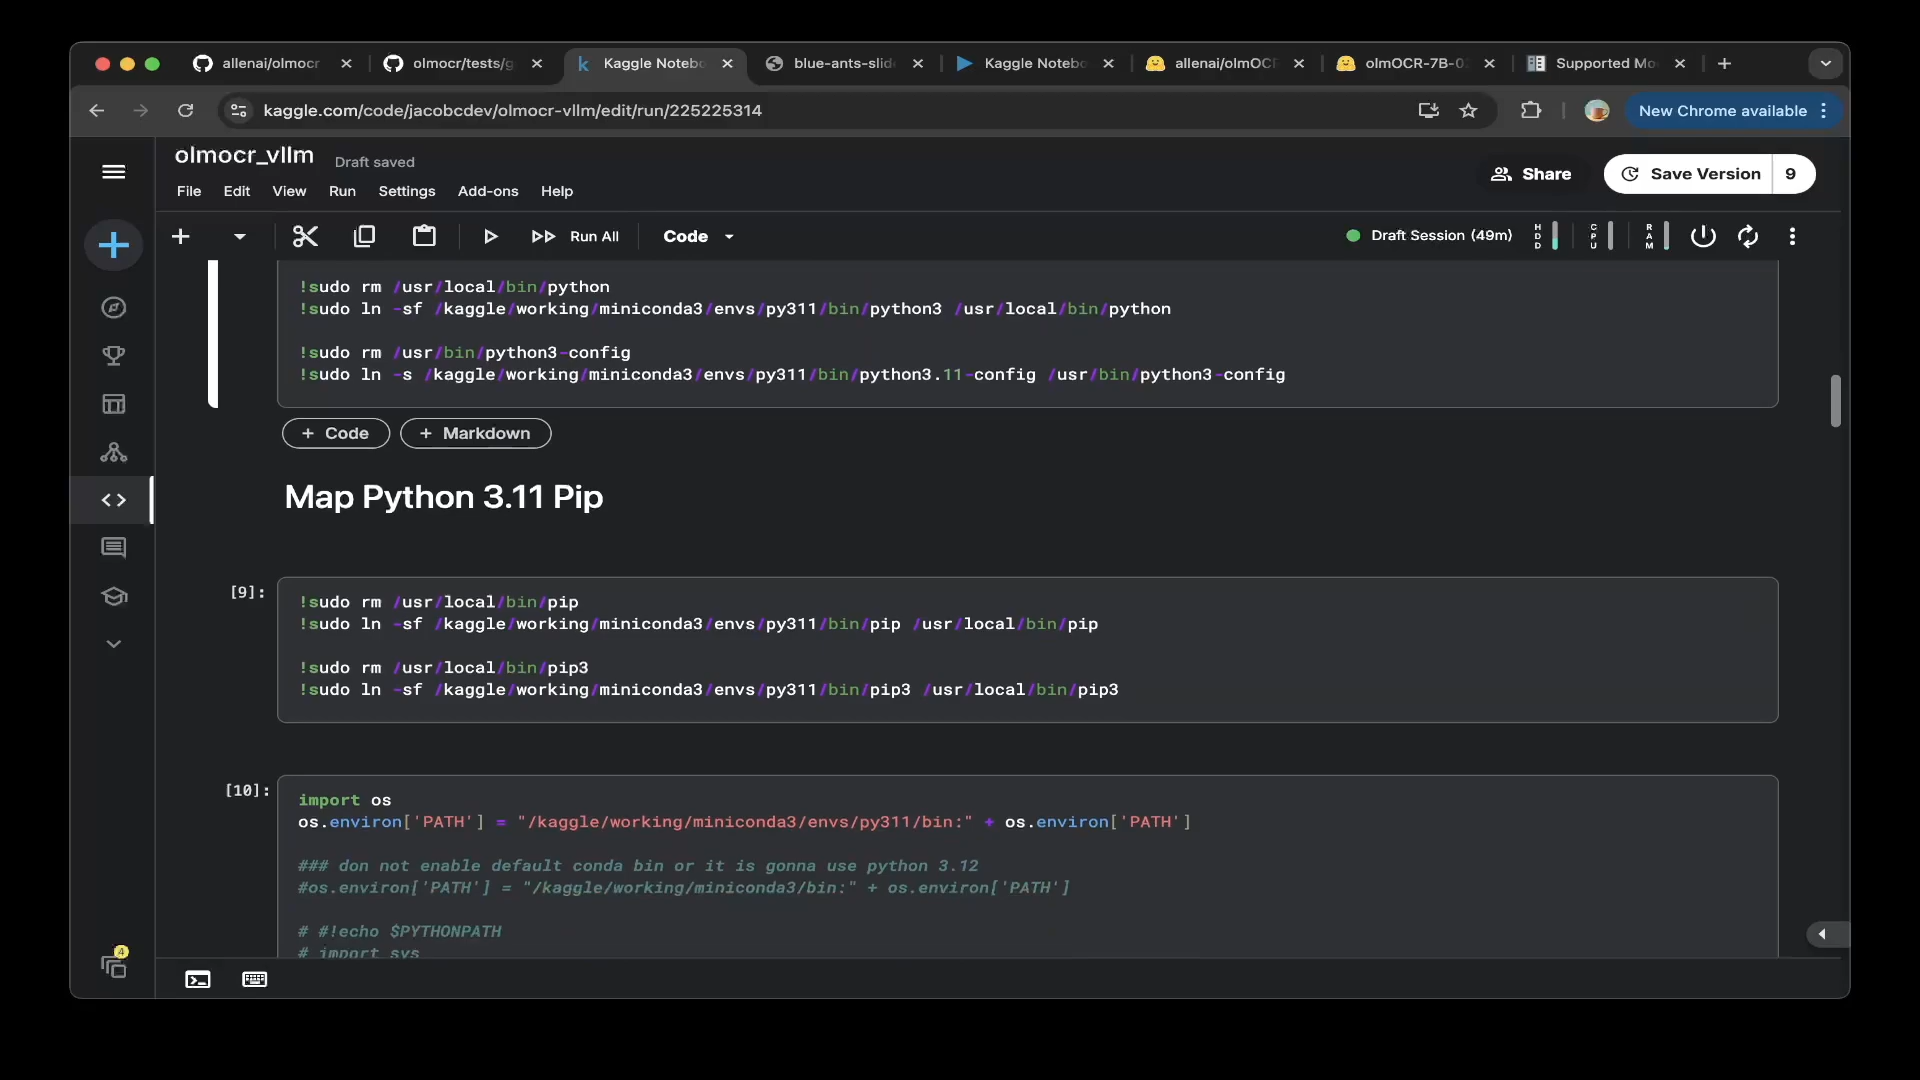 allenai/olmocr
olmocr/tests/g
Kaggle Notebo
blue-ants-slid
Kaggle Notebo
allenai/olmOCR
olmOCR-7B-02
Supported Mo
kaggle.com/code/jacobcdev/olmocr-vllm/edit/run/225225314
New Chrome available
olmocr_vllm
Draft saved
File
Edit
View
Run
Settings
Add-ons
Help
Share
Save Version
9
Run All
Code
Draft Session (49m)
HDD
CPU
RAM
!sudo rm /usr/local/bin/python
!sudo ln -sf /kaggle/working/miniconda3/envs/py311/bin/python3 /usr/local/bin/python
!sudo rm /usr/bin/python3-config
!sudo ln -s /kaggle/working/miniconda3/envs/py311/bin/python3.11-config /usr/bin/python3-config
+ Code
+ Markdown
Map Python 3.11 Pip
[9]:
!sudo rm /usr/local/bin/pip
!sudo ln -sf /kaggle/working/miniconda3/envs/py311/bin/pip /usr/local/bin/pip
!sudo rm /usr/local/bin/pip3
!sudo ln -sf /kaggle/working/miniconda3/envs/py311/bin/pip3 /usr/local/bin/pip3
[10]:
import os
os.environ['PATH'] = "/kaggle/working/miniconda3/envs/py311/bin:" + os.environ['PATH']
### don not enable default conda bin or it is gonna use python 3.12
#os.environ['PATH'] = "/kaggle/working/miniconda3/bin:" + os.environ['PATH']
# #!echo $PYTHONPATH
# import sys
4